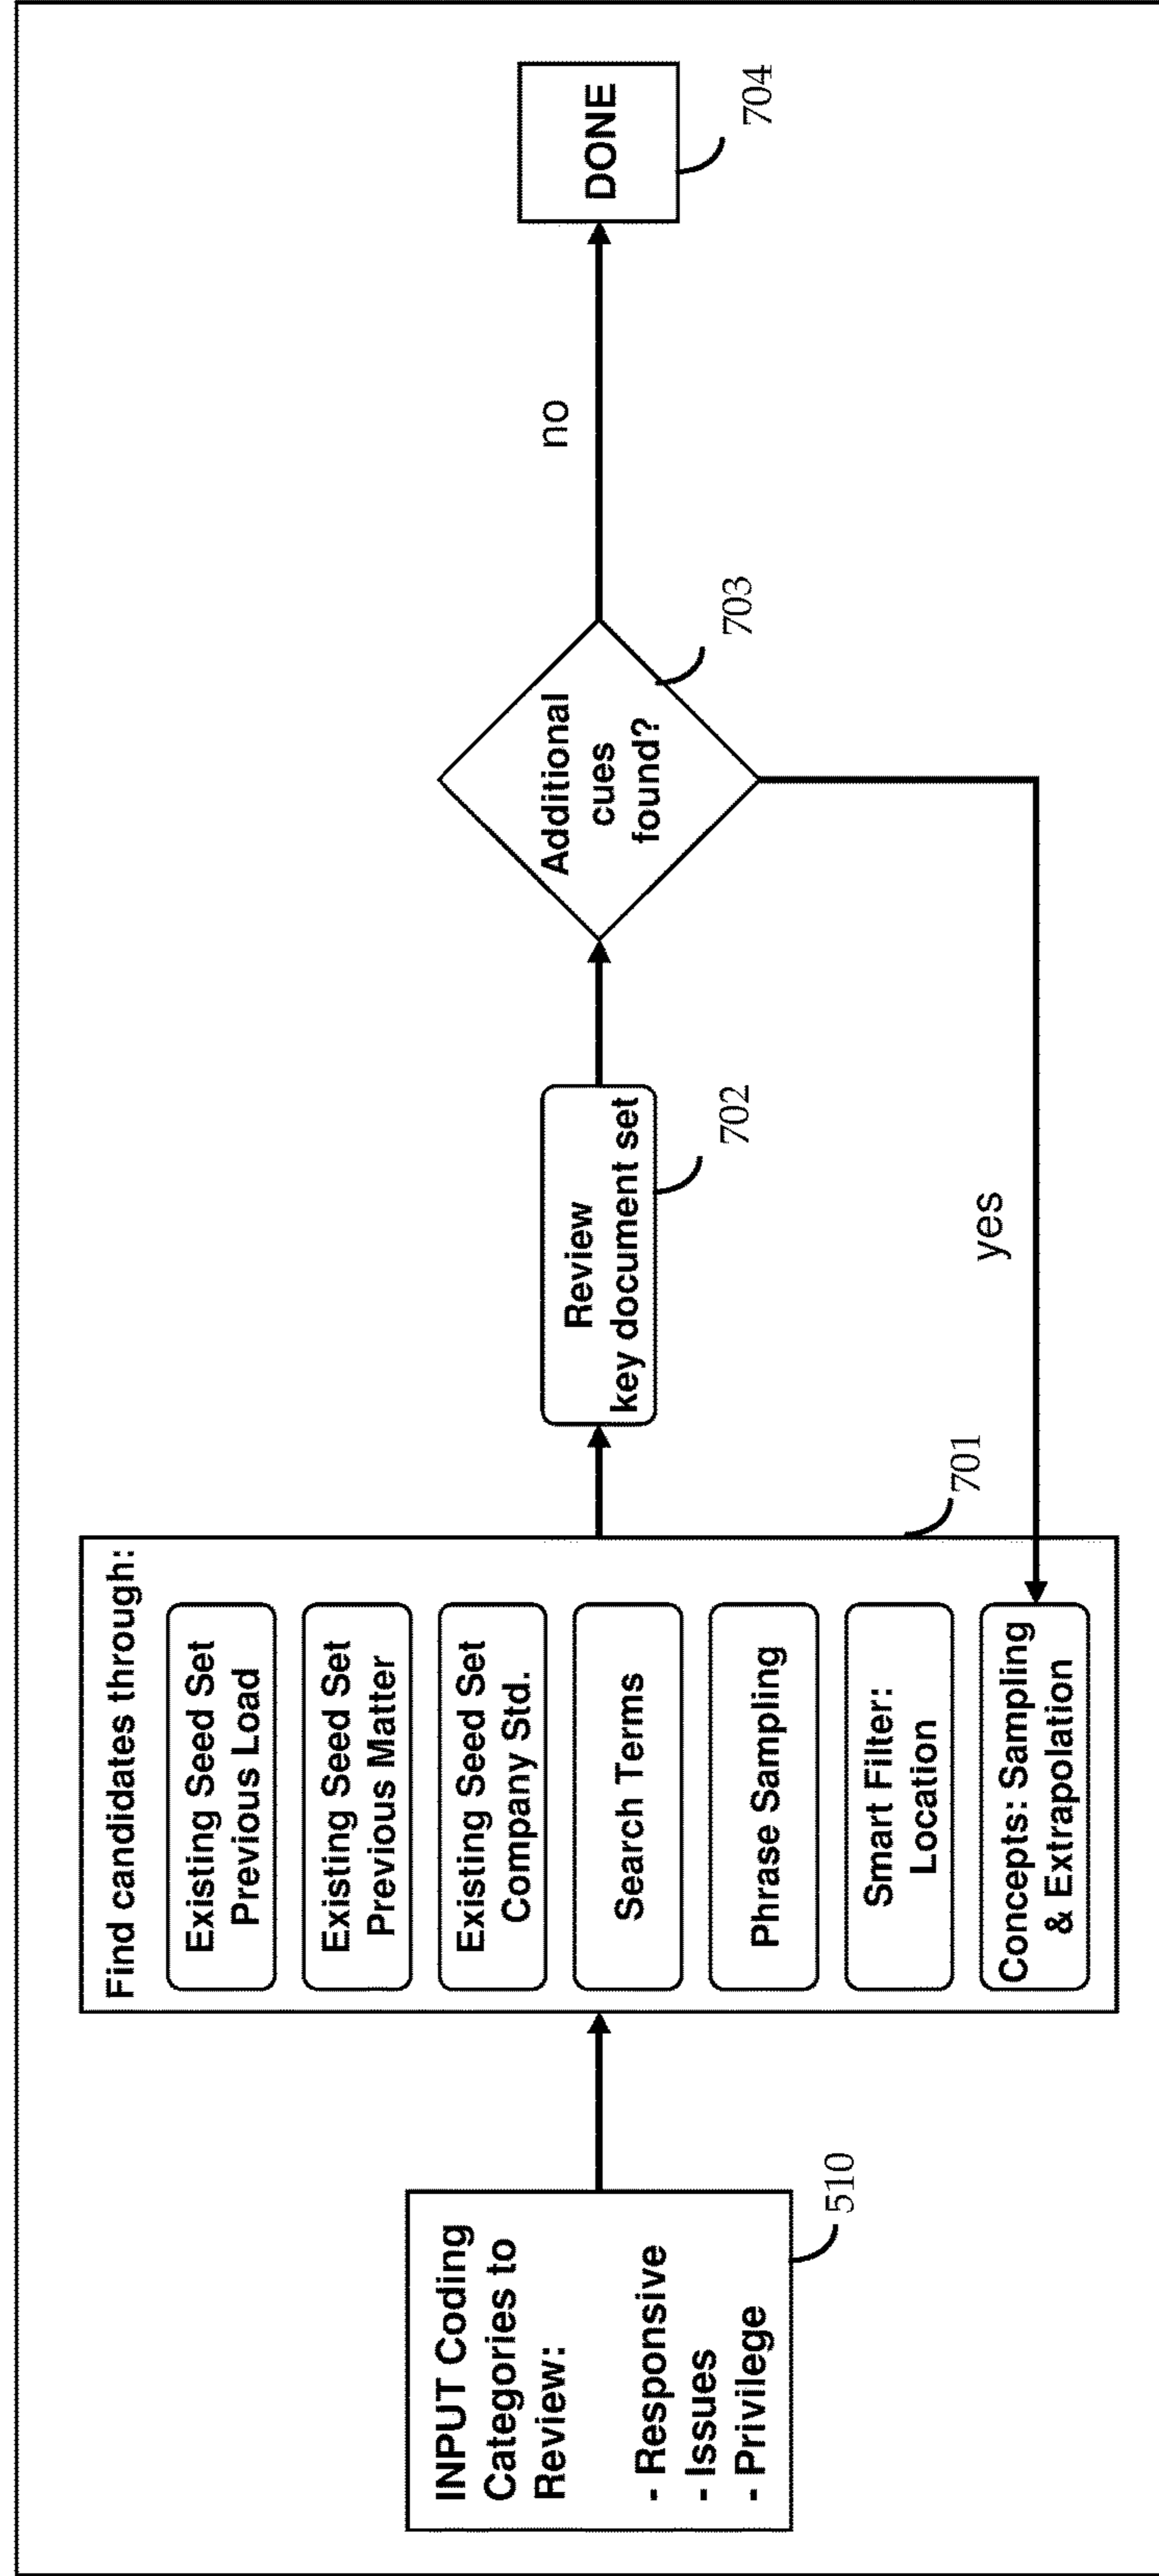 INPUT Coding
Categories to
Review:
- Responsive
- Issues
- Privilege
510
Find candidates through:
Existing Seed Set
Previous Load
Existing Seed Set
Previous Matter
Existing Seed Set
Company Std.
Search Terms
Phrase Sampling
Smart Filter:
Location
Concepts: Sampling
& Extrapolation
701
Review
key document set
702
Additional
cues
found?
703
yes
no
DONE
704